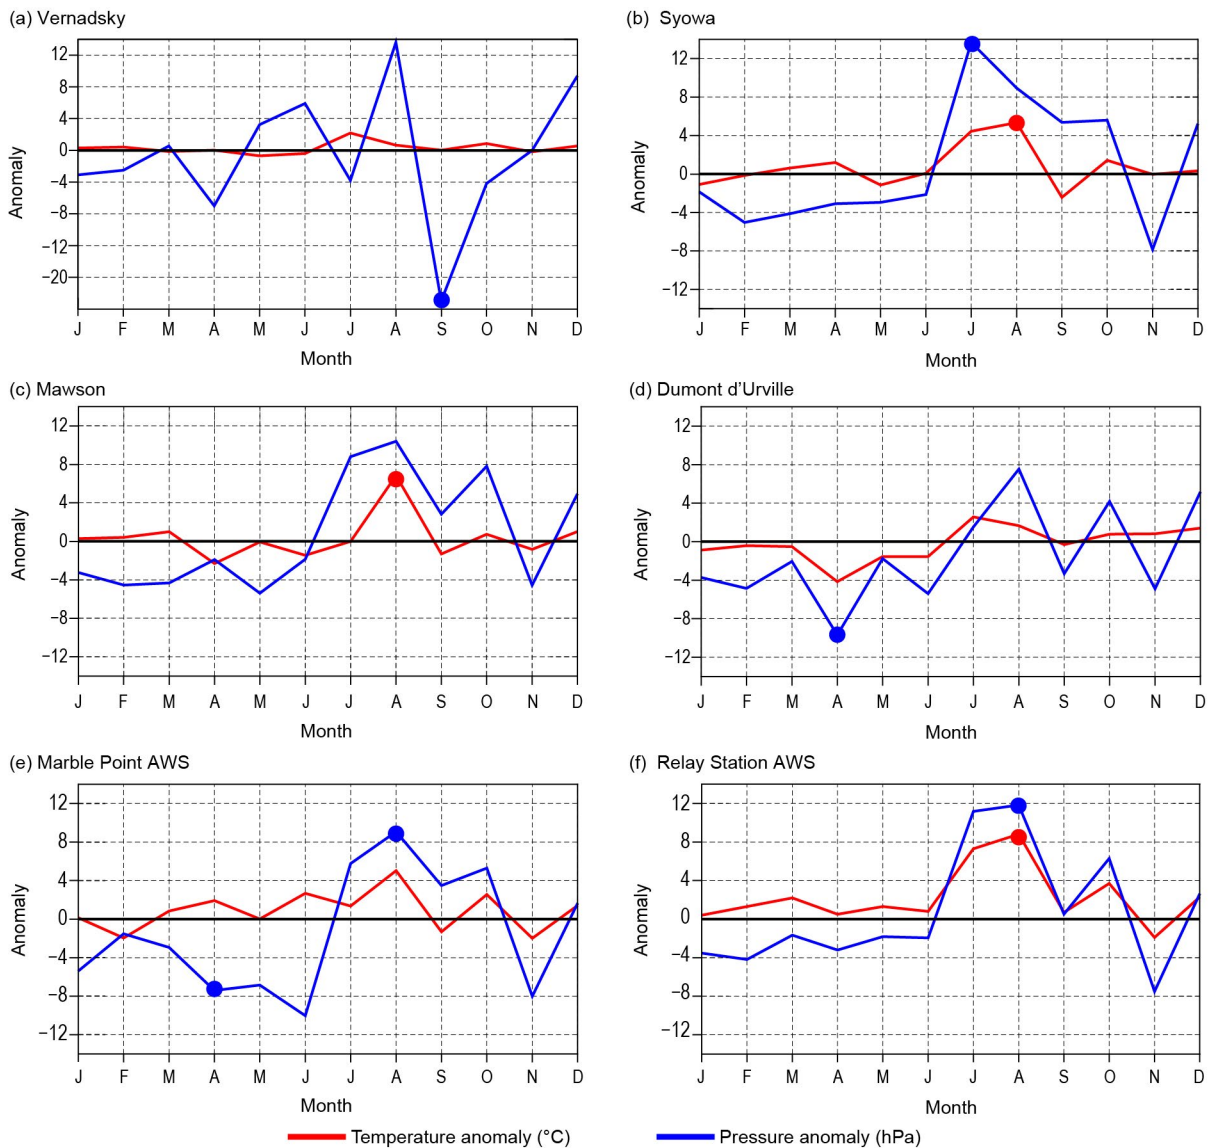 (a) Vernadsky
12
8
4
0
−4
−8
−12
−20
Anomaly
J F M A M J J A S O N D
Month
(b) Syowa
12
8
4
0
−4
−8
−12
Anomaly
J F M A M J J A S O N D
Month
(c) Mawson
12
8
4
0
−4
−8
−12
Anomaly
J F M A M J J A S O N D
Month
(d) Dumont d’Urville
12
8
4
0
−4
−8
−12
Anomaly
J F M A M J J A S O N D
Month
(e) Marble Point AWS
12
8
4
0
−4
−8
−12
Anomaly
J F M A M J J A S O N D
Month
(f) Relay Station AWS
12
8
4
0
−4
−8
−12
Anomaly
J F M A M J J A S O N D
Month
Temperature anomaly (°C)
Pressure anomaly (hPa)